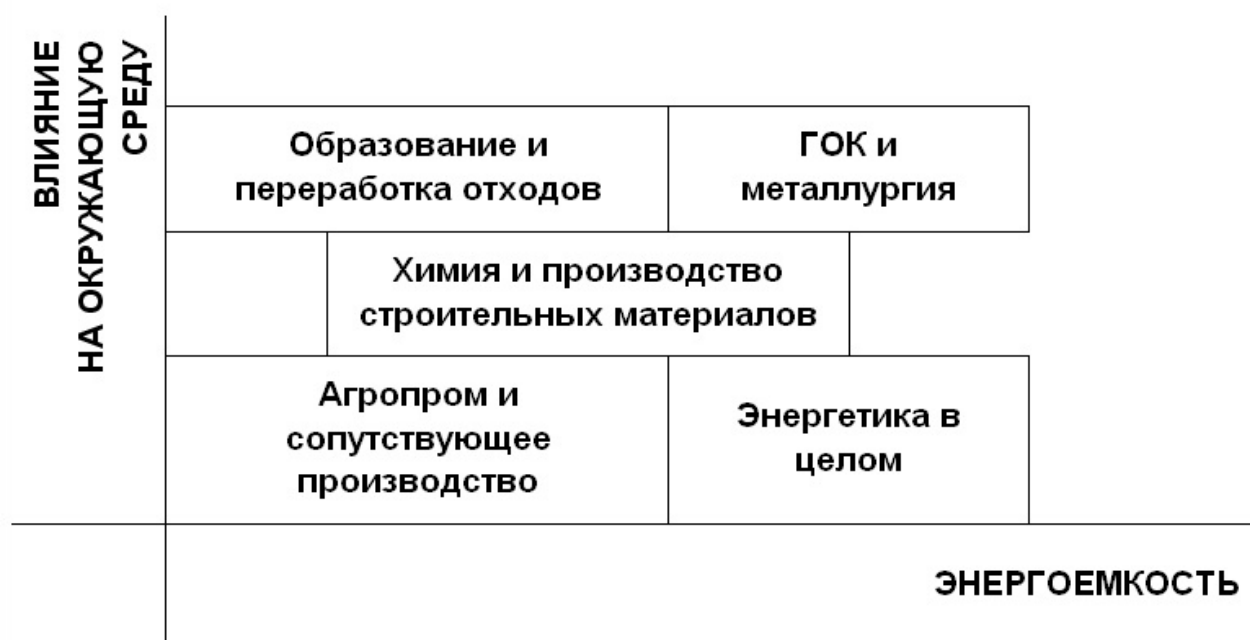 ВЛИЯНИЕ
НА ОКРУЖАЮЩУЮ
СРЕДУ
Образование и
переработка отходов
ГОК и
металлургия
Химия и производство
строительных материалов
Агропром и
сопутствующее
производство
Энергетика в
целом
ЭНЕРГОЕМКОСТЬ